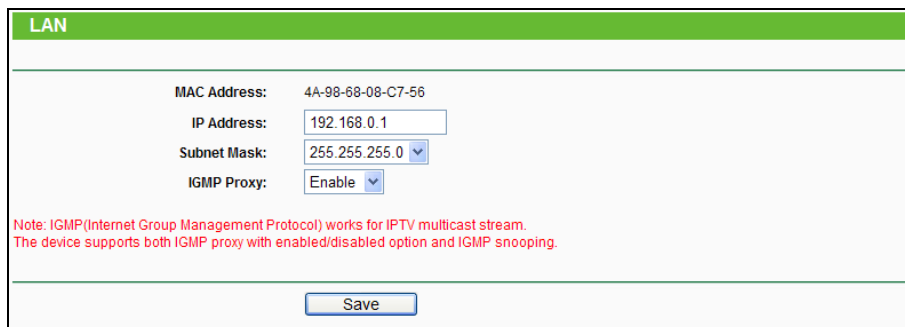 LAN
MAC Address: 4A-98-68-08-C7-56
IP Address: 192.168.0.1
Subnet Mask: 255.255.255.0
IGMP Proxy: Enable
Note: IGMP(Internet Group Management Protocol) works for IPTV multicast stream.
The device supports both IGMP proxy with enabled/disabled option and IGMP snooping.
Save